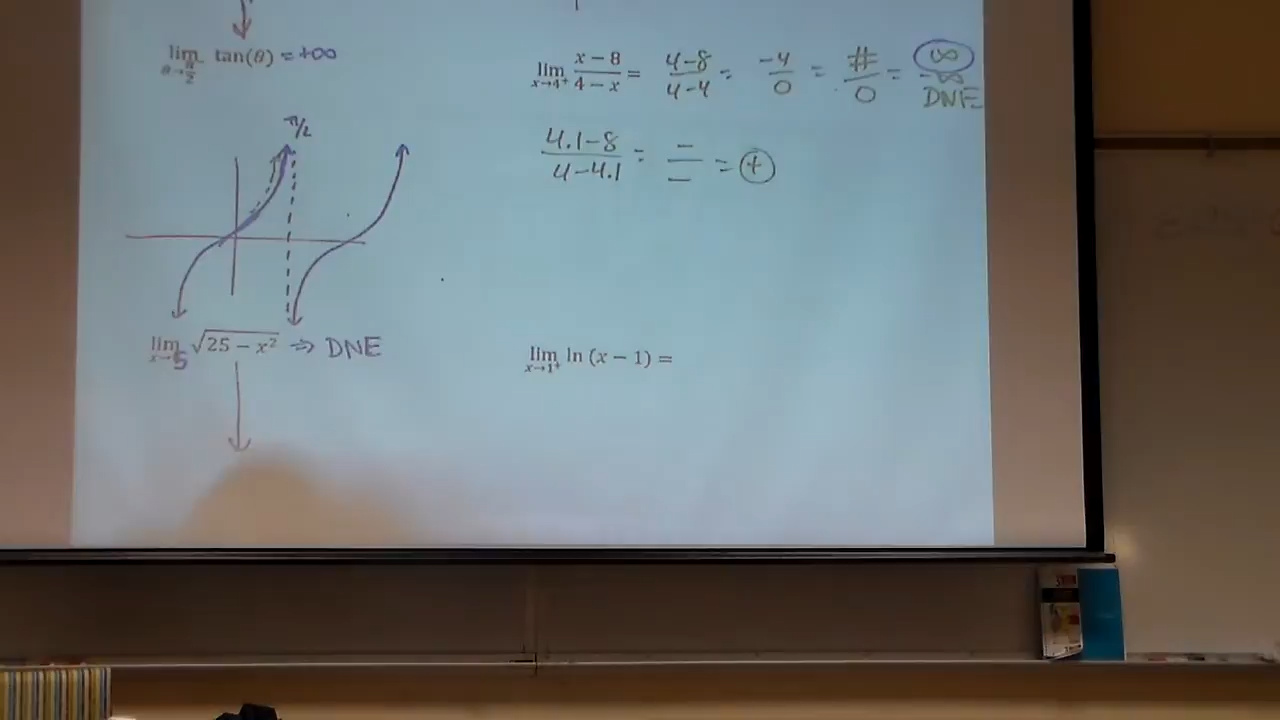 lim θ→π/2⁻ tan(θ) = +∞
π/2
lim x→5 √25 − x² ⇒ DNE
lim x→4⁺ x − 8 / 4 − x = 4−8 / 4−4 = −4 / 0 = # / 0 = ∞
−∞
DNE
4.1−8 / 4−4.1 = − / − = +
lim x→1⁺ ln (x − 1) =